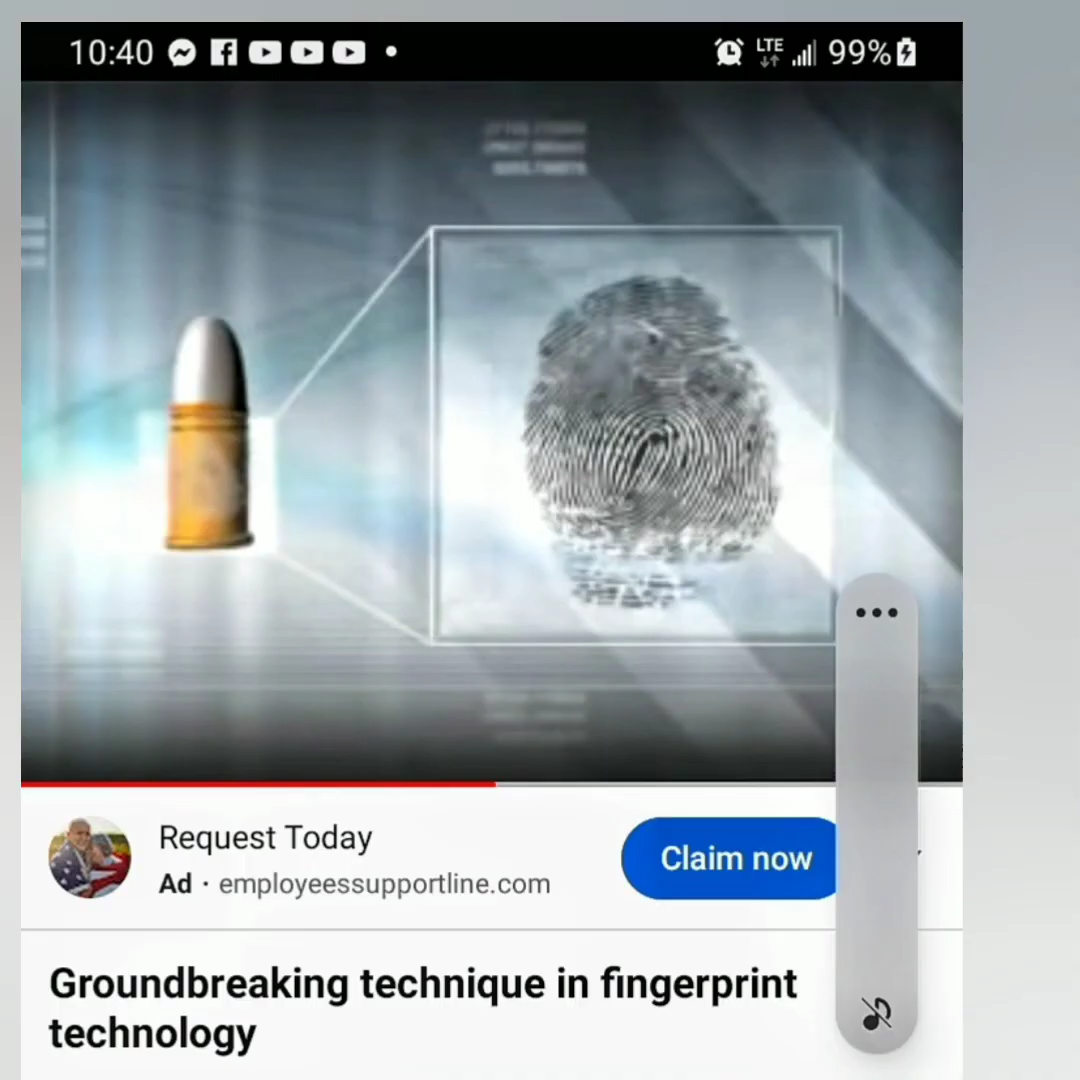 10:40
LTE
99%
Request Today
Ad · employeessupportline.com
Claim now
Groundbreaking technique in fingerprint
technology